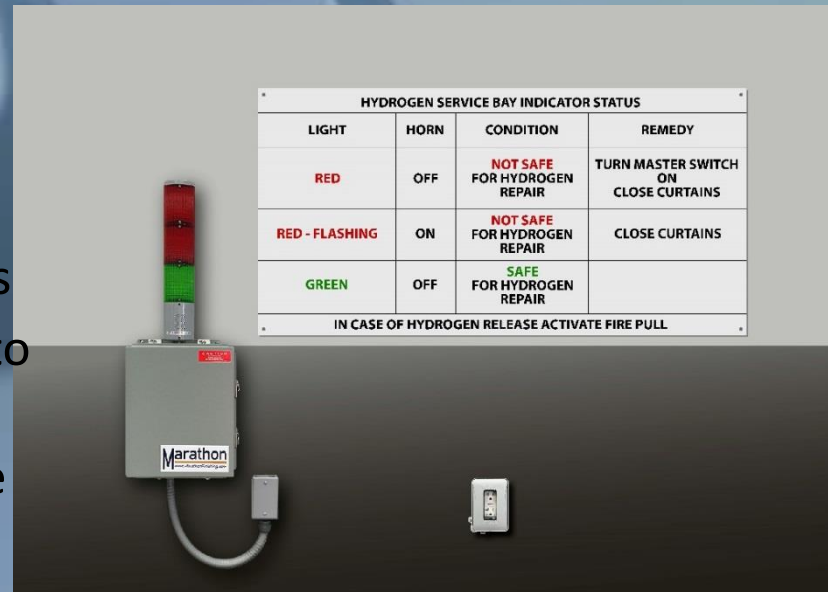 HYDROGEN SERVICE BAY INDICATOR STATUS
LIGHT HORN CONDITION REMEDY
RED OFF NOT SAFE FOR HYDROGEN REPAIR TURN MASTER SWITCH ON CLOSE CURTAINS
RED - FLASHING ON NOT SAFE FOR HYDROGEN REPAIR CLOSE CURTAINS
GREEN OFF SAFE FOR HYDROGEN REPAIR
IN CASE OF HYDROGEN RELEASE ACTIVATE FIRE PULL
s
to
e
Marathon